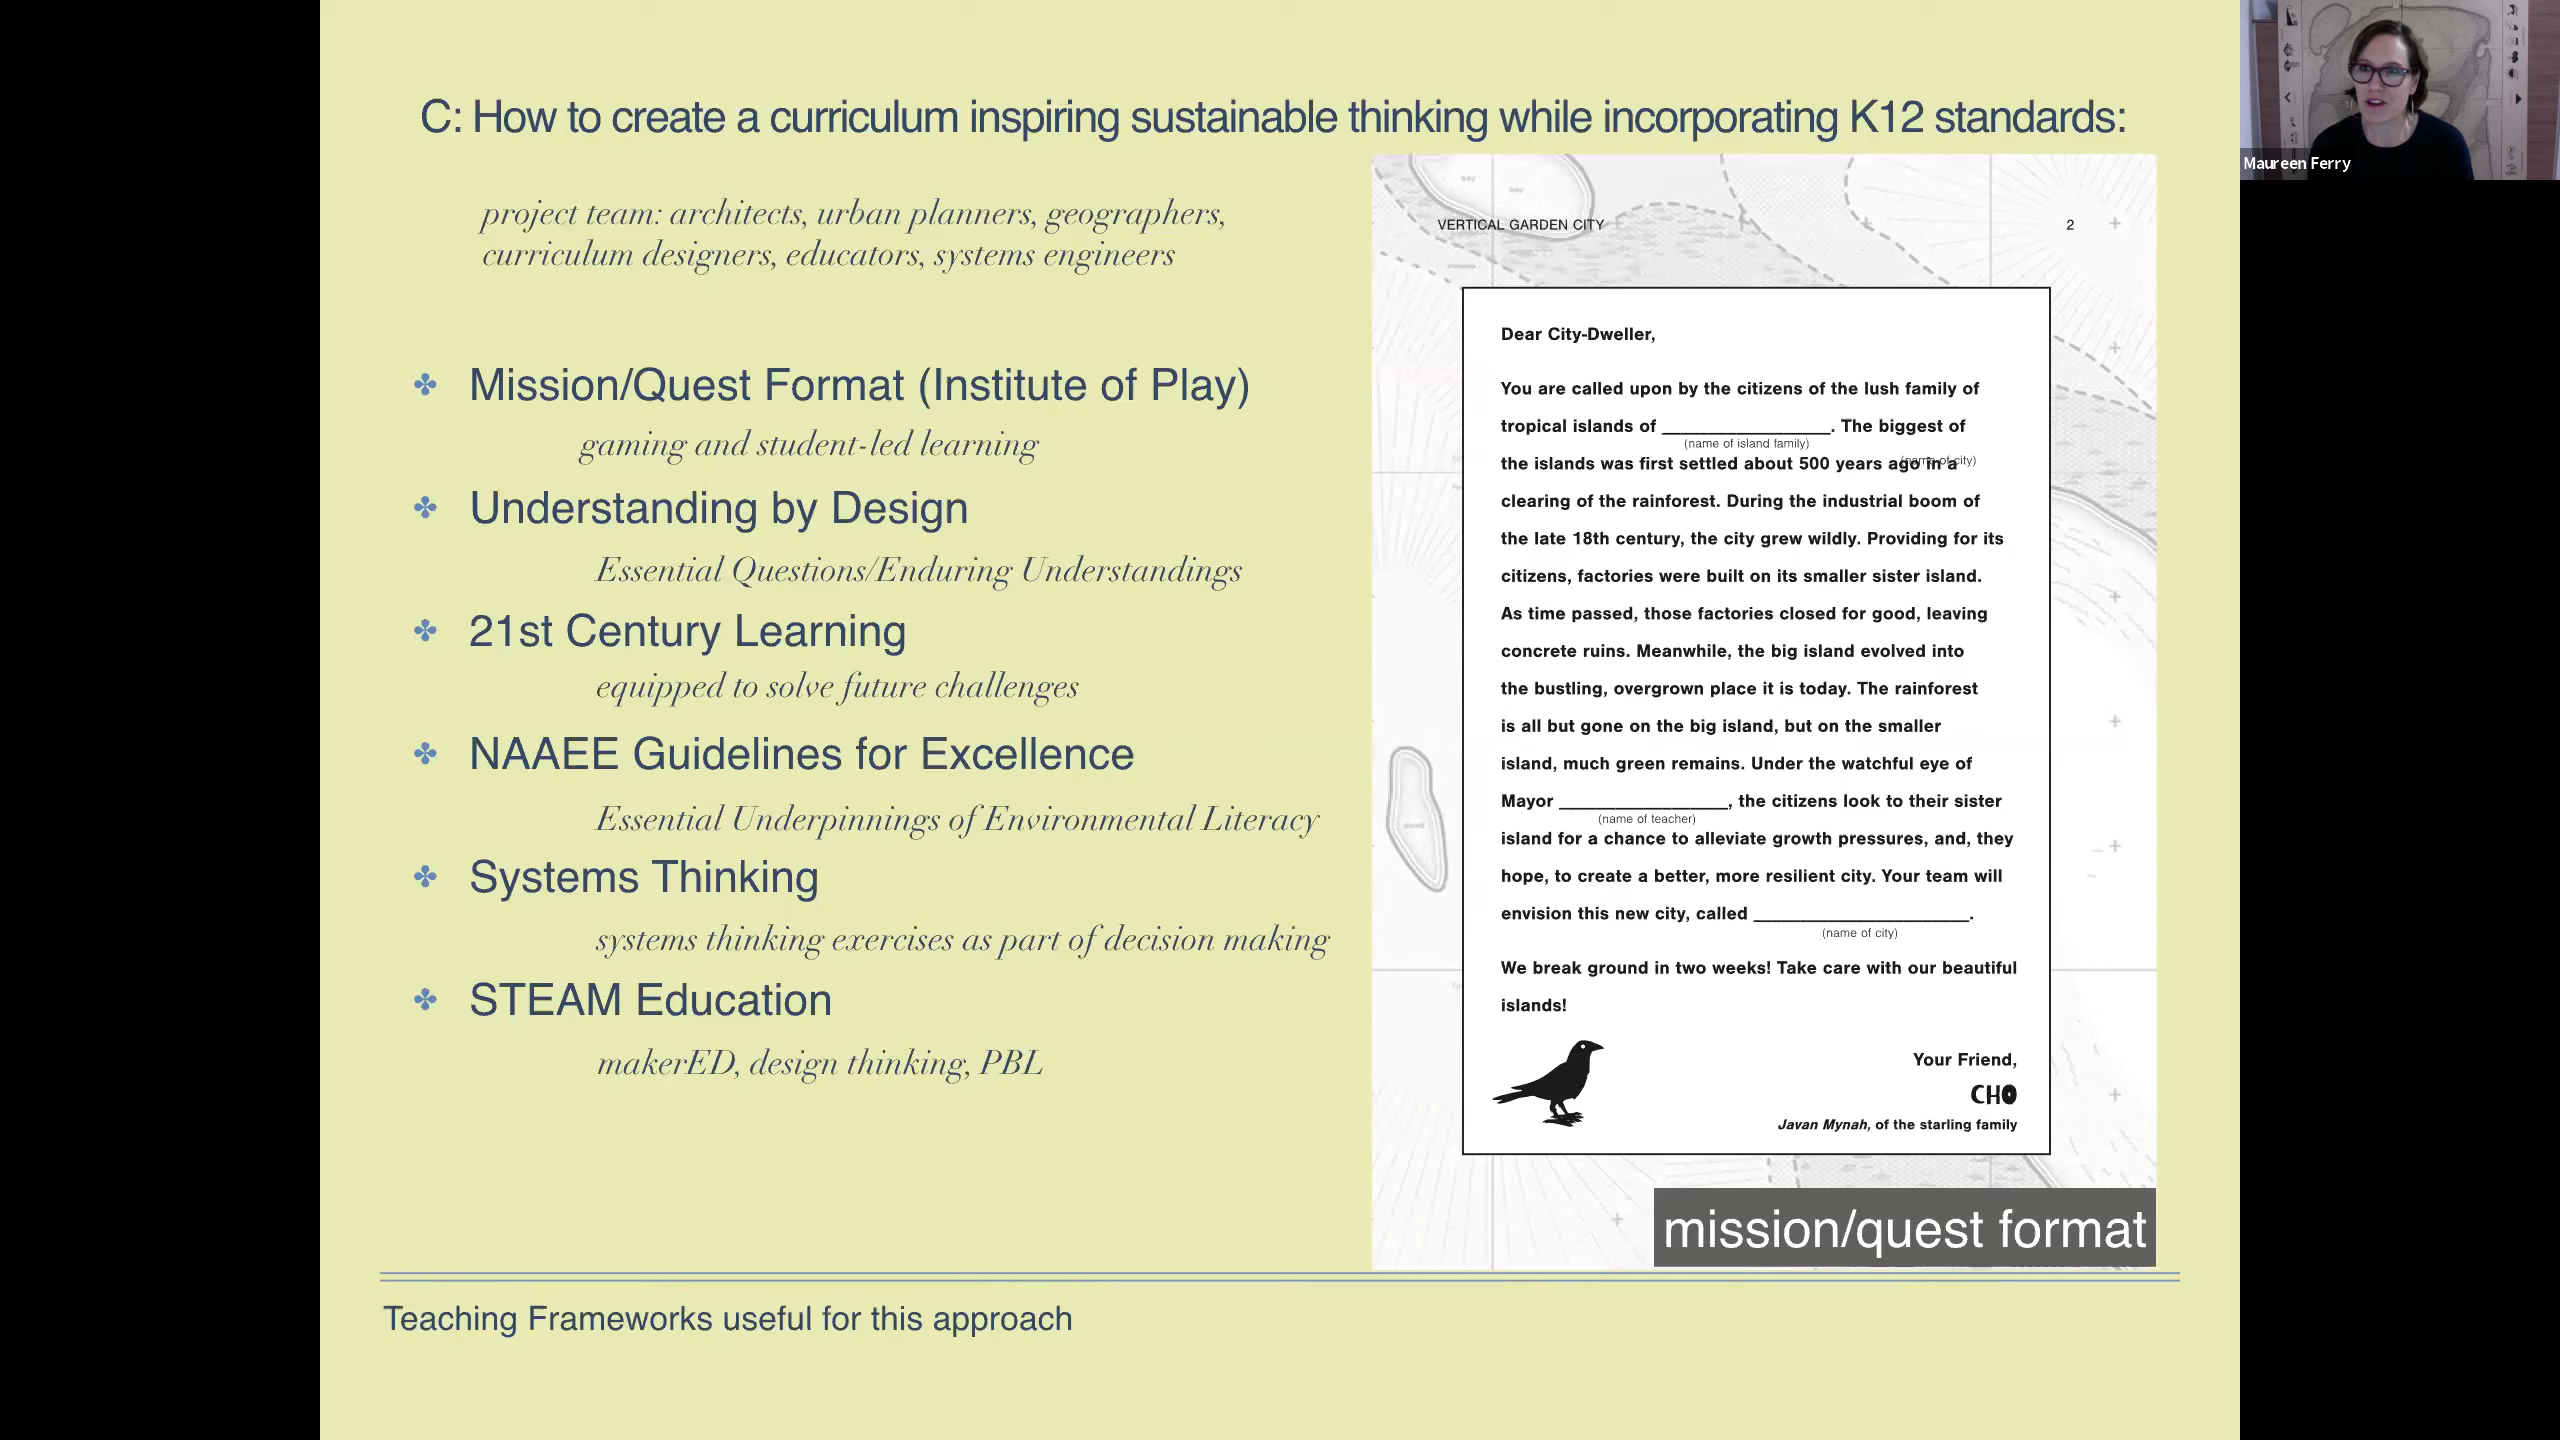 C: How to create a curriculum inspiring sustainable thinking while incorporating K12 standards:
project team: architects, urban planners, geographers,
curriculum designers, educators, systems engineers
Mission/Quest Format (Institute of Play)
gaming and student-led learning
Understanding by Design
Essential Questions/Enduring Understandings
21st Century Learning
equipped to solve future challenges
NAAEE Guidelines for Excellence
Essential Underpinnings of Environmental Literacy
Systems Thinking
systems thinking exercises as part of decision making
STEAM Education
makerED, design thinking, PBL
VERTICAL GARDEN CITY
2
Dear City-Dweller,
You are called upon by the citizens of the lush family of
tropical islands of __________________. The biggest of
(name of island family)
(name of city)
the islands was first settled about 500 years ago in a
clearing of the rainforest. During the industrial boom of
the late 18th century, the city grew wildly. Providing for its
citizens, factories were built on its smaller sister island.
As time passed, those factories closed for good, leaving
concrete ruins. Meanwhile, the big island evolved into
the bustling, overgrown place it is today. The rainforest
is all but gone on the big island, but on the smaller
island, much green remains. Under the watchful eye of
Mayor __________________, the citizens look to their sister
(name of teacher)
island for a chance to alleviate growth pressures, and, they
hope, to create a better, more resilient city. Your team will
envision this new city, called _______________________.
(name of city)
We break ground in two weeks! Take care with our beautiful
islands!
Your Friend,
CHO
Javan Mynah, of the starling family
mission/quest format
Teaching Frameworks useful for this approach
Maureen Ferry